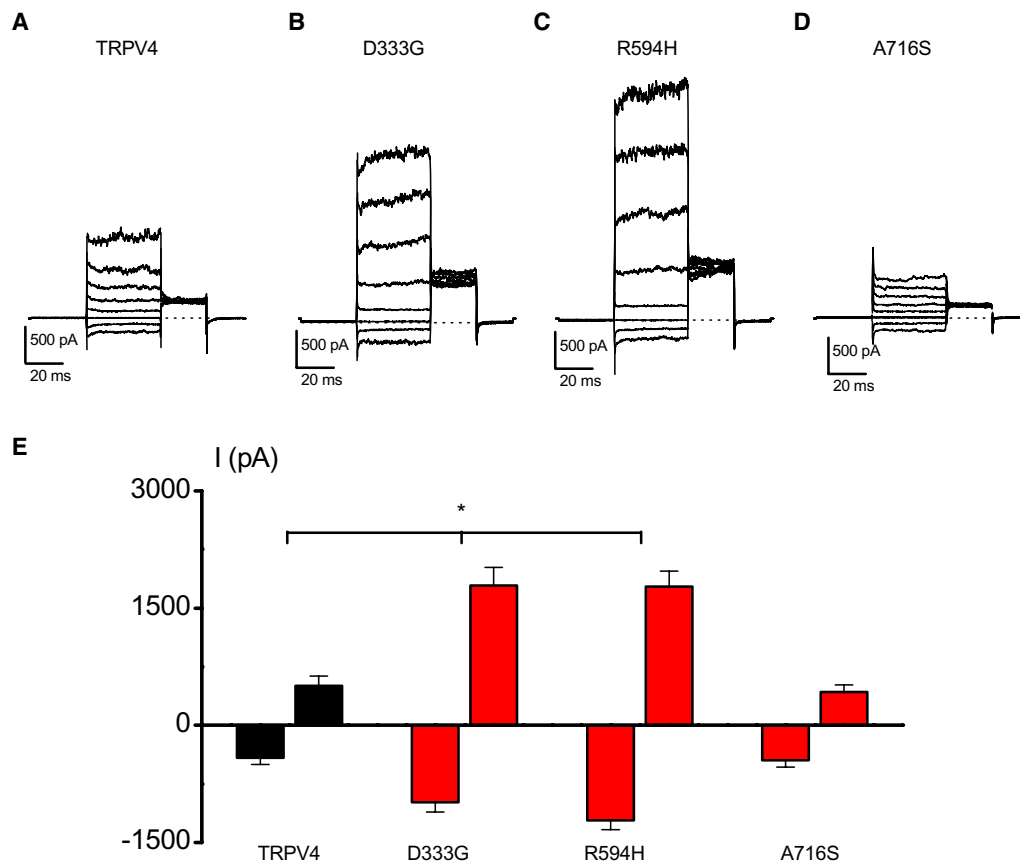 A
TRPV4
500 pA
20 ms
B
D333G
500 pA
20 ms
C
R594H
500 pA
20 ms
D
A716S
500 pA
20 ms
E
I (pA)
3000
1500
0
-1500
*
TRPV4
D333G
R594H
A716S